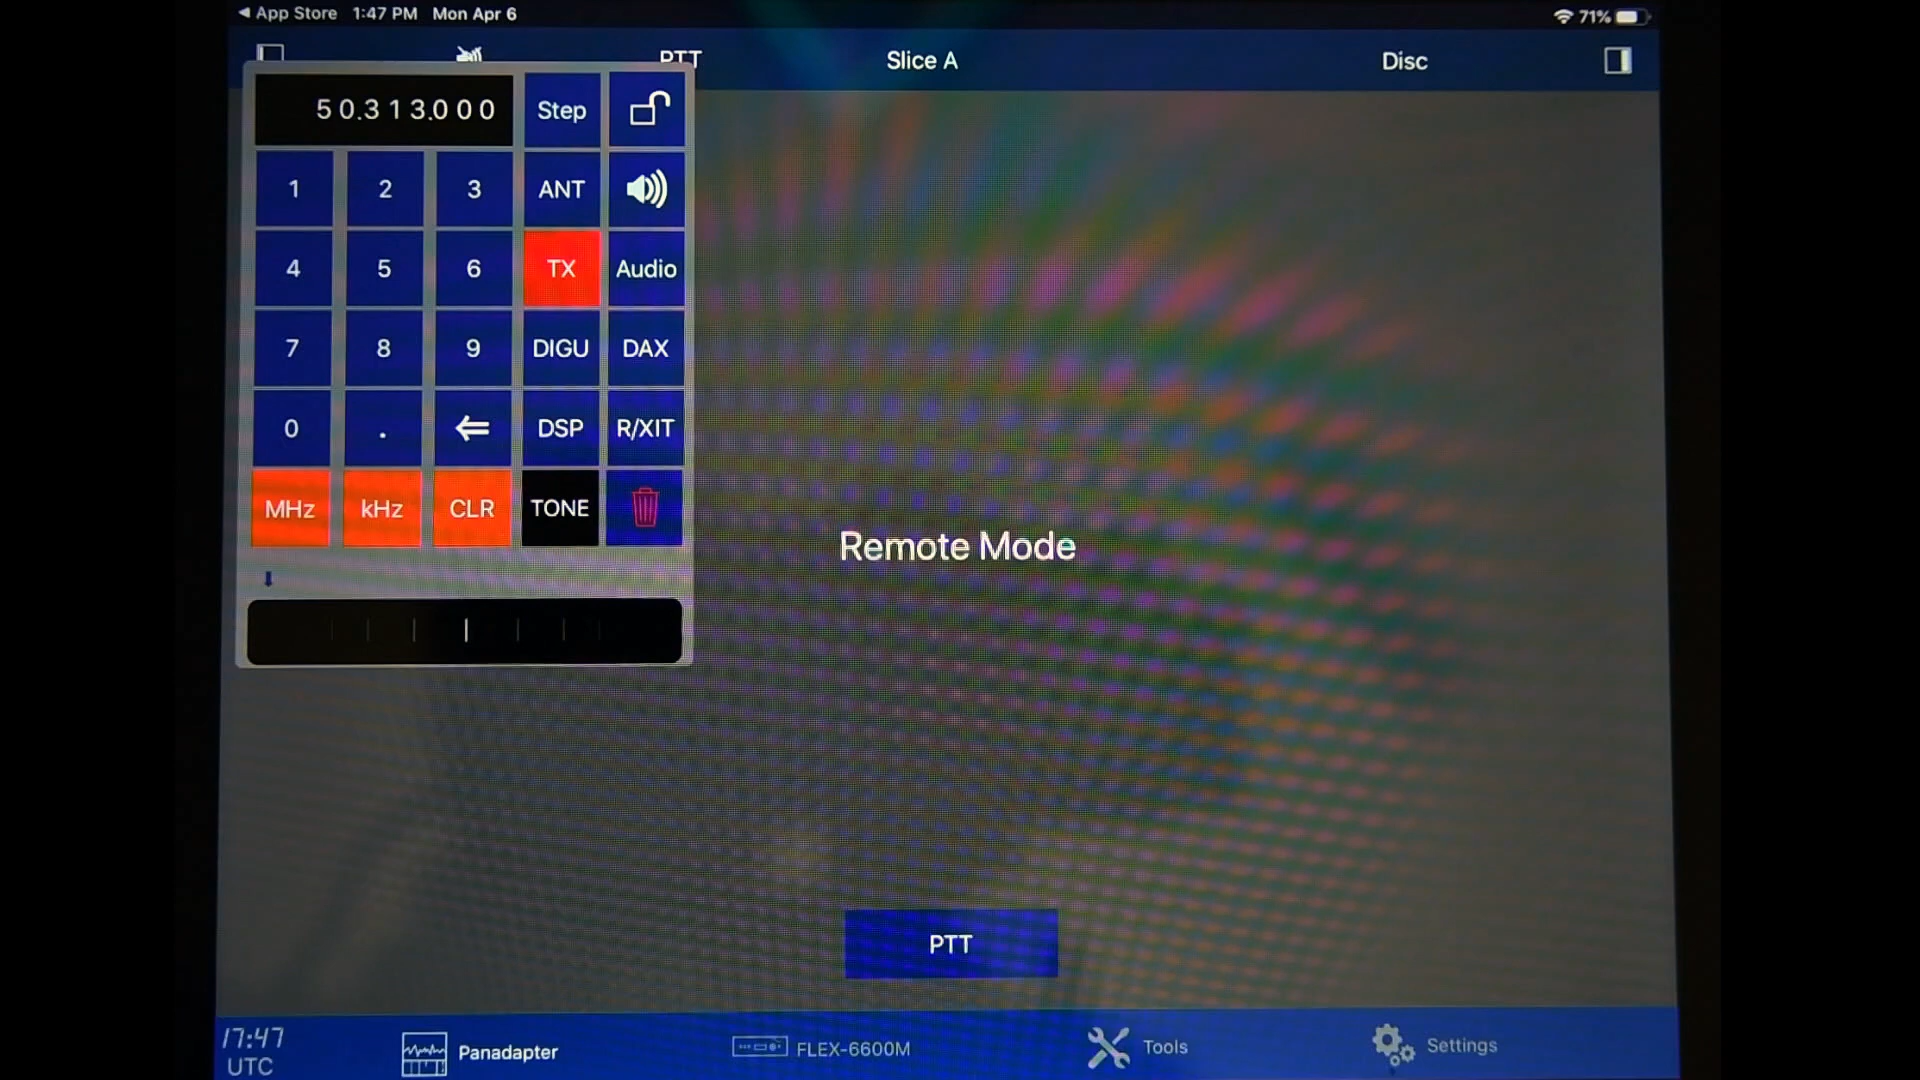 ◀ App Store 1:47 PM Mon Apr 6 71%
PTT Slice A Disc
50.313.000 Step
1 2 3 ANT
4 5 6 TX Audio
7 8 9 DIGU DAX
0 . DSP R/XIT
MHz kHz CLR TONE
Remote Mode
PTT
17:47
UTC
Panadapter FLEX-6600M Tools Settings